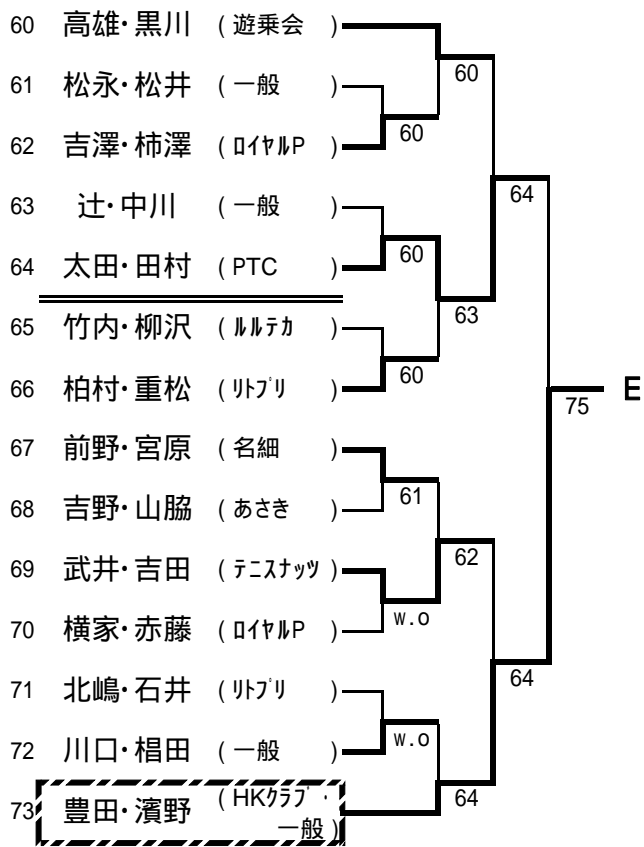 60 高雄・黒川 (遊乗会 )
60
61 松永・松井 (一般 )
60
62 吉澤・柿澤 (ﾛｲﾔﾙP )
64
63 辻・中川 (一般 )
60
64 太田・田村 (PTC )
63
65 竹内・柳沢 (ﾙﾙﾃｶ )
60
66 柏村・重松 (ﾘﾄﾌﾟﾘ )
75 E
67 前野・宮原 (名細 )
61
68 吉野・山脇 (あさき )
62
69 武井・吉田 (ﾃﾆｽﾅｯﾂ )
w.o
70 横家・赤藤 (ﾛｲﾔﾙP )
64
71 北嶋・石井 (ﾘﾄﾌﾟﾘ )
w.o
72 川口・椙田 (一般 )
64
73 豊田・濱野 (HKｸﾗﾌﾞ・
一般 )